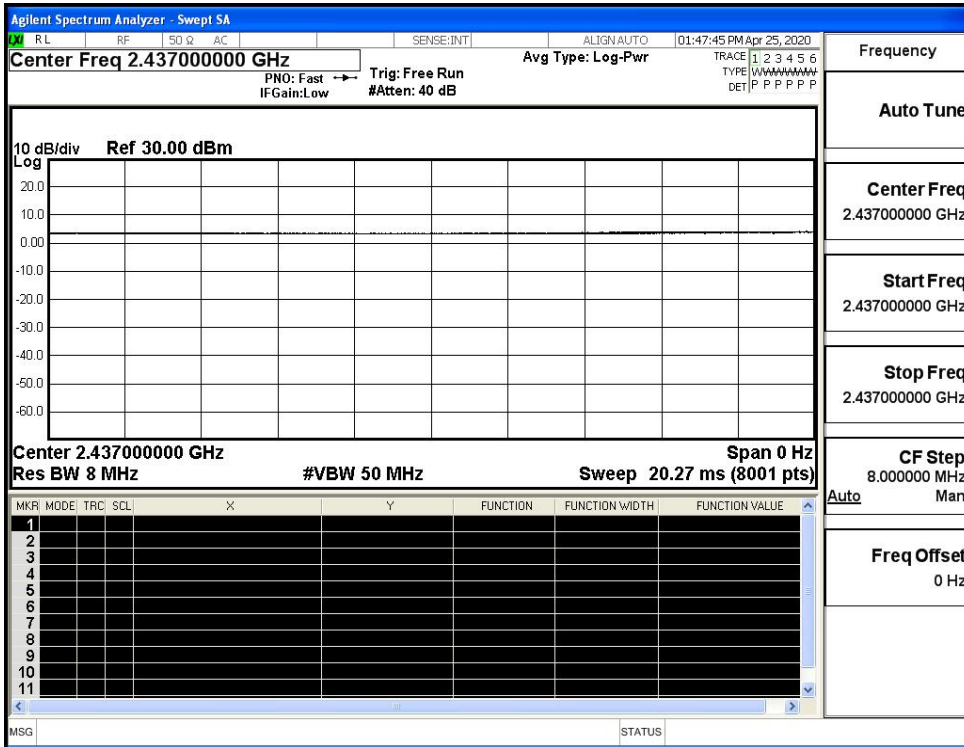 Agilent Spectrum Analyzer - Swept SA
LXI RL RF 50 Ω AC SENSE:INT ALIGN AUTO 01:47:45 PM Apr 25, 2020
Center Freq 2.437000000 GHz Avg Type: Log-Pwr TRACE 1 2 3 4 5 6
PNO: Fast Trig: Free Run TYPE WWWWWW
IFGain:Low #Atten: 40 dB DET P P P P P P
10 dB/div Ref 30.00 dBm
Log
20.0
10.0
0.00
-10.0
-20.0
-30.0
-40.0
-50.0
-60.0
Center 2.437000000 GHz Span 0 Hz
Res BW 8 MHz #VBW 50 MHz Sweep 20.27 ms (8001 pts)
MKR MODE TRC SCL X Y FUNCTION FUNCTION WIDTH FUNCTION VALUE
1
2
3
4
5
6
7
8
9
10
11
MSG STATUS
Frequency
Auto Tune
Center Freq
2.437000000 GHz
Start Freq
2.437000000 GHz
Stop Freq
2.437000000 GHz
CF Step
8.000000 MHz
Auto Man
Freq Offset
0 Hz